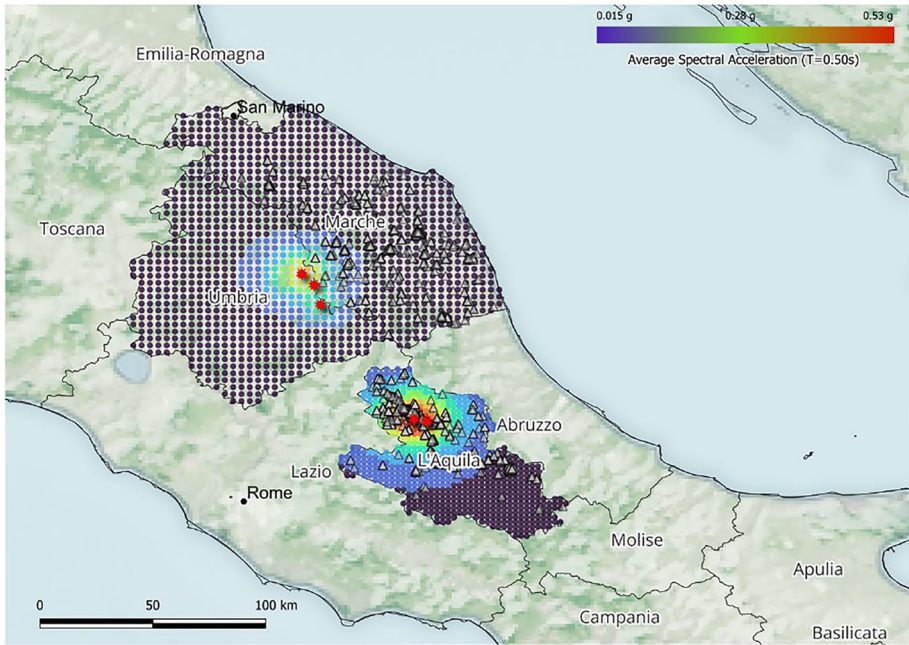 0.015 g 0.28 g 0.53 g
Average Spectral Acceleration (T=0.50s)
Emilia-Romagna
San Marino
Toscana
Marche
Umbria
Abruzzo
L'Aquila
Lazio
Rome
Molise
Apulia
Campania
Basilicata
0 50 100 km